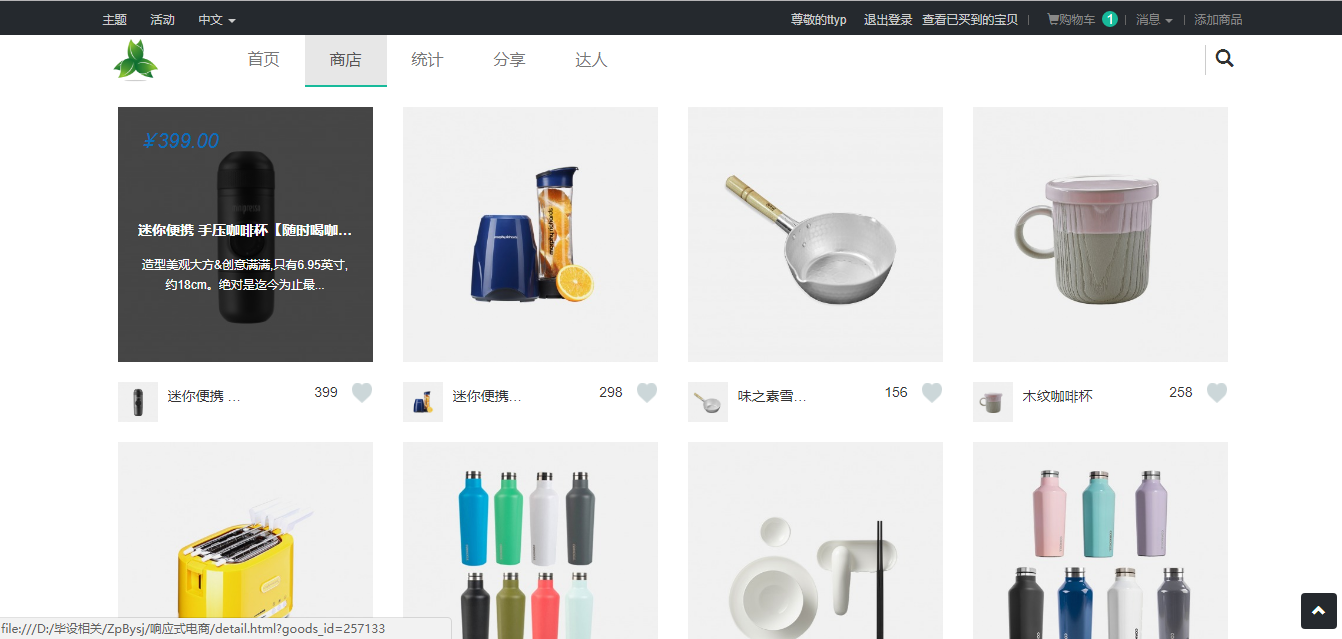 主题 活动 中文 尊敬的ttyp 退出登录 查看已买到的宝贝 | 购物车 1 | 消息 | 添加商品
首页 商店 统计 分享 达人
￥399.00
迷你便携 手压咖啡杯【随时喝咖...
造型美观大方&创意满满,只有6.95英寸,
约18cm。绝对是迄今为止最...
迷你便携 ... 399 迷你便携... 298 味之素雪... 156 木纹咖啡杯 258
file:///D:/毕设相关/ZpBysj/响应式电商/detail.html?goods_id=257133